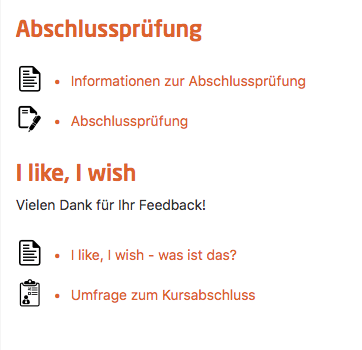 Abschlussprüfung
Informationen zur Abschlussprüfung
Abschlussprüfung
I like, I wish
Vielen Dank für Ihr Feedback!
I like, I wish - was ist das?
Umfrage zum Kursabschluss